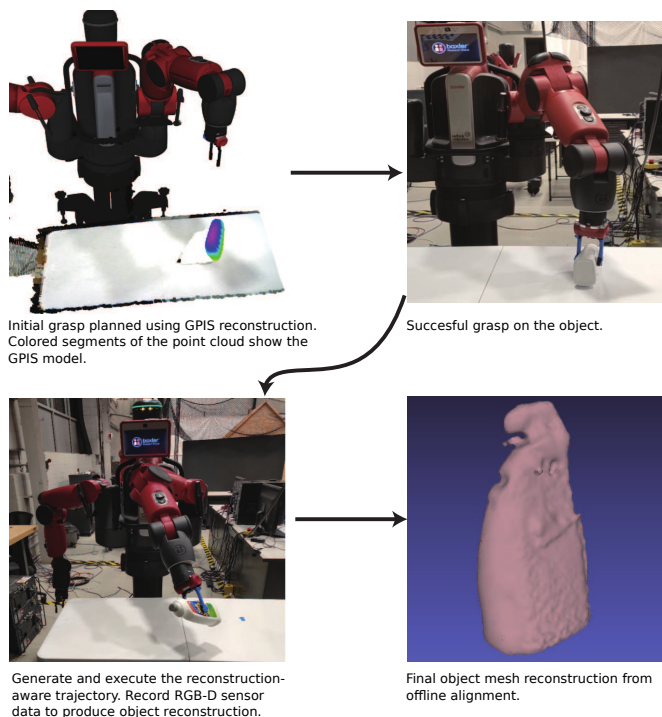 baxter
Initial grasp planned using GPIS reconstruction.
Colored segments of the point cloud show the
GPIS model.
Succesful grasp on the object.
baxter
Generate and execute the reconstruction-
aware trajectory. Record RGB-D sensor
data to produce object reconstruction.
Final object mesh reconstruction from
offline alignment.